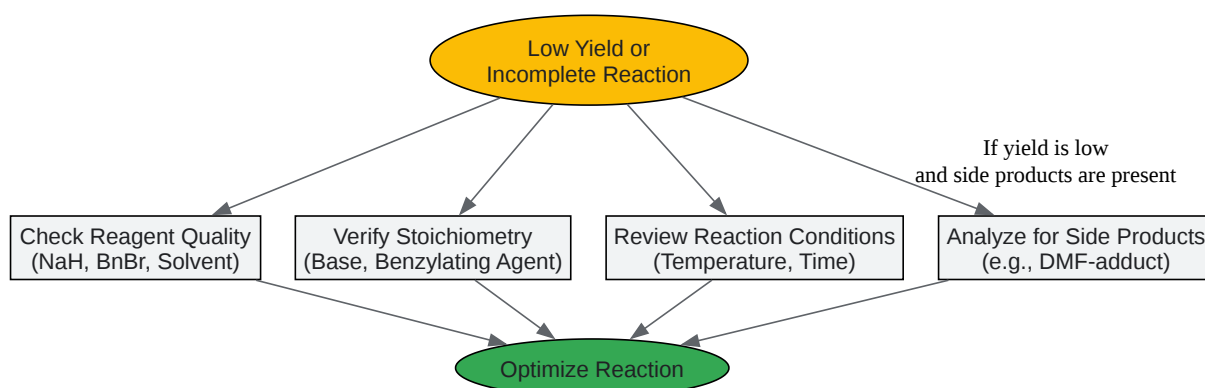 Low Yield or
Incomplete Reaction
If yield is low
and side products are present
Check Reagent Quality
(NaH, BnBr, Solvent)
Verify Stoichiometry
(Base, Benzylating Agent)
Review Reaction Conditions
(Temperature, Time)
Analyze for Side Products
(e.g., DMF-adduct)
Optimize Reaction